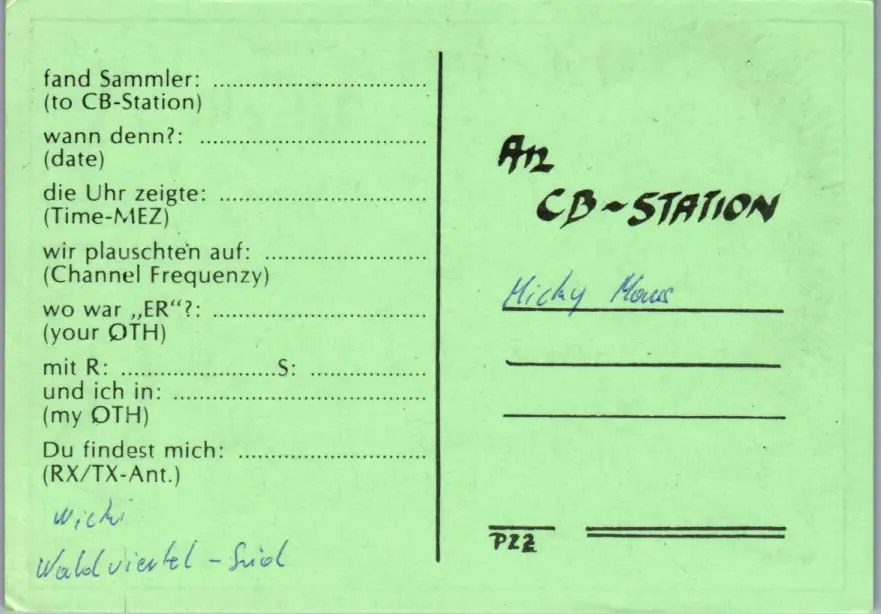 fand Sammler: ................................
(to CB-Station)
wann denn?: ..................................
(date)
die Uhr zeigte: ...............................
(Time-MEZ)
wir plauschten auf: ........................
(Channel Frequenzy)
wo war „ER“?: ................................
(your QTH)
mit R: .......................S: .................
und ich in: ......................................
(my QTH)
Du findest mich: ............................
(RX/TX-Ant.)
Wicki
Waldviertel - Süd
An
CB-STATION
Micky Maus
PLZ